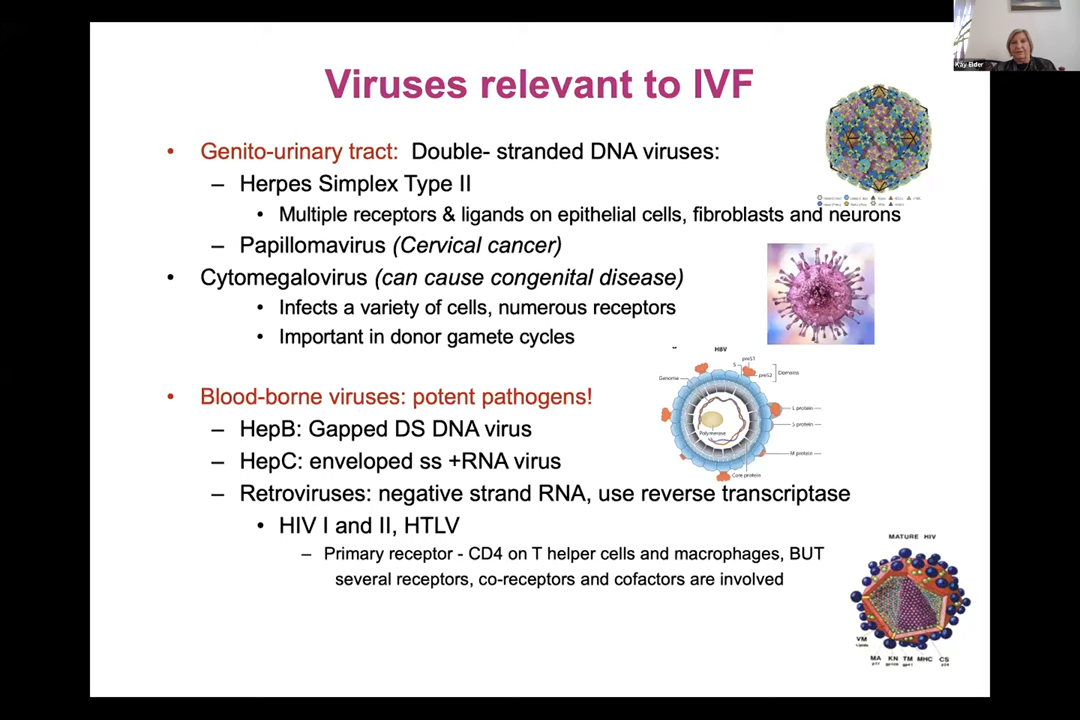 Viruses relevant to IVF
Kay Elder
• Genito-urinary tract: Double- stranded DNA viruses:
– Herpes Simplex Type II
• Multiple receptors & ligands on epithelial cells, fibroblasts and neurons
– Papillomavirus (Cervical cancer)
• Cytomegalovirus (can cause congenital disease)
• Infects a variety of cells, numerous receptors
• Important in donor gamete cycles
HBV
Genome
S
preS1
preS2
Domains
L protein
S protein
M protein
Polymerase
Core protein
• Blood-borne viruses: potent pathogens!
– HepB: Gapped DS DNA virus
– HepC: enveloped ss +RNA virus
– Retroviruses: negative strand RNA, use reverse transcriptase
• HIV I and II, HTLV
– Primary receptor - CD4 on T helper cells and macrophages, BUT
several receptors, co-receptors and cofactors are involved
MATURE HIV
VM
MA KN TM MHC CS